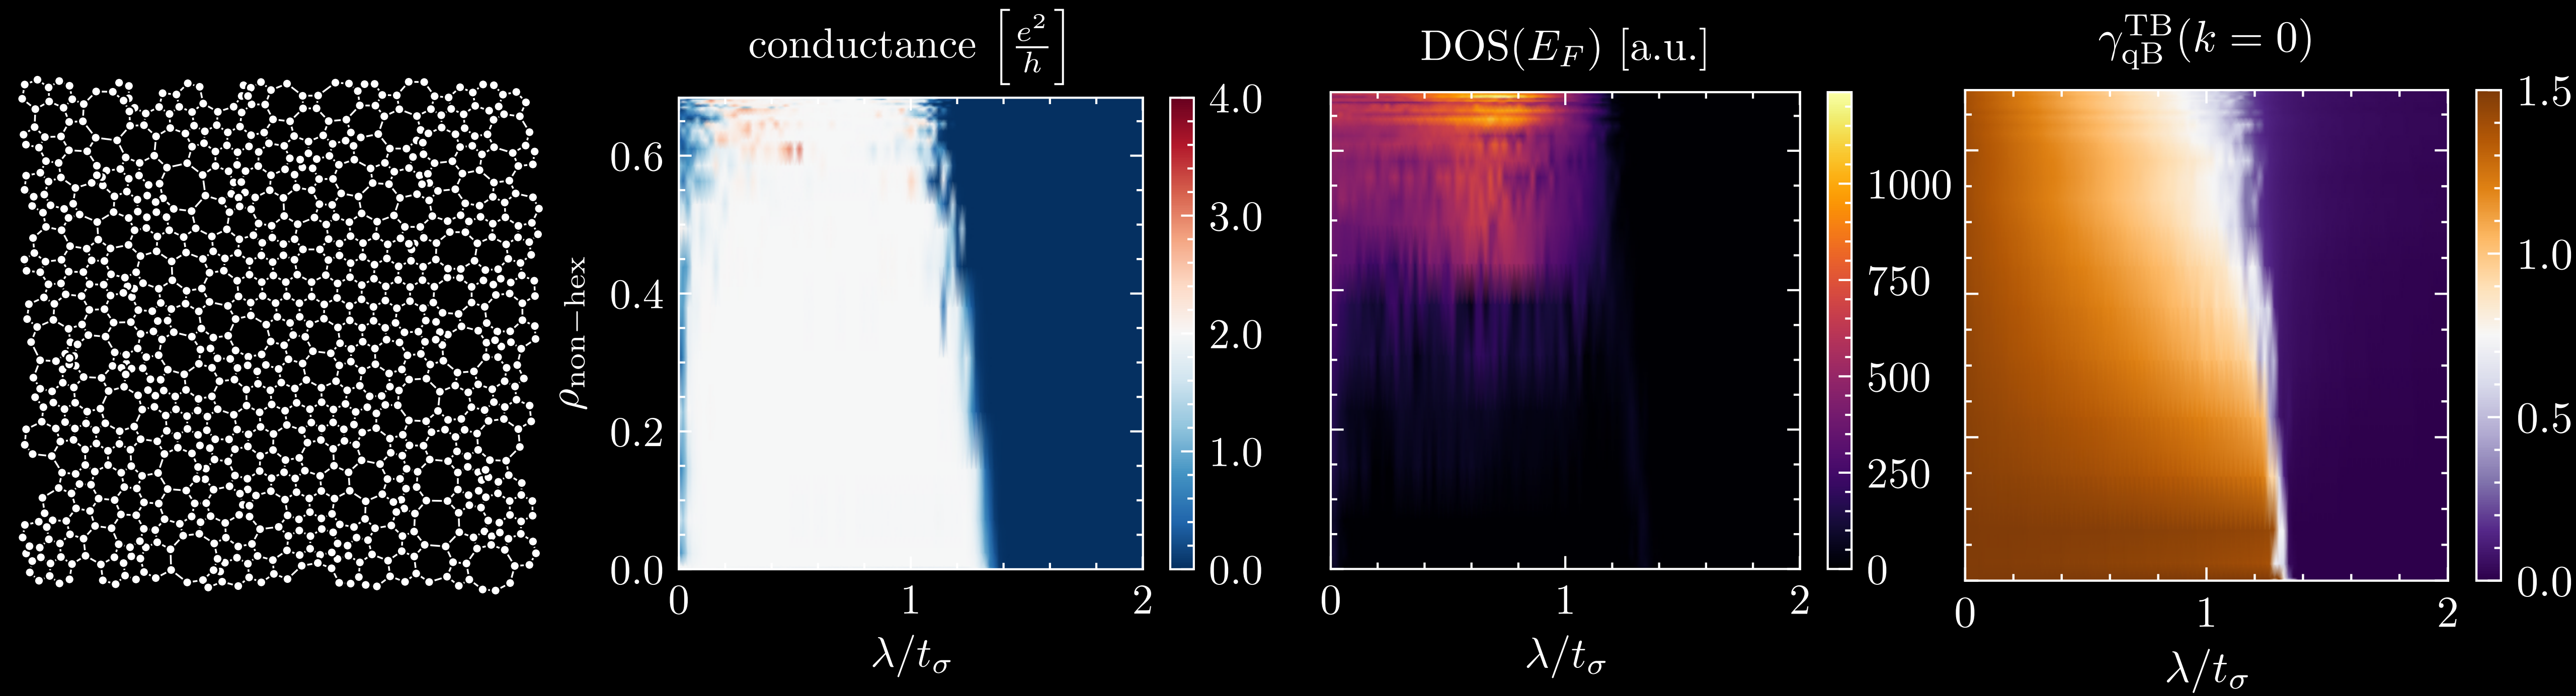 conductance [e²/h]
4.0
3.0
2.0
1.0
0.0
ρ_non−hex
0.6
0.4
0.2
0.0
0 1 2
λ/t_σ
DOS(E_F) [a.u.]
1000
750
500
250
0
0 1 2
λ/t_σ
γ_qB^TB(k = 0)
1.5
1.0
0.5
0.0
0 1 2
λ/t_σ